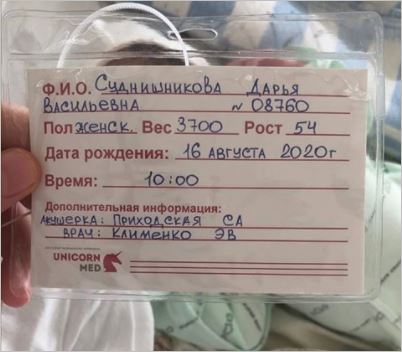 Ф.И.О. Суднишникова Дарья
Васильевна № 08760
Пол женск. Вес 3700 Рост 54
Дата рождения: 16 августа 2020г
Время: 10:00
Дополнительная информация:
Акушерка: Приходская СА
Врач: Клименко ЭВ
UNICORN
MED